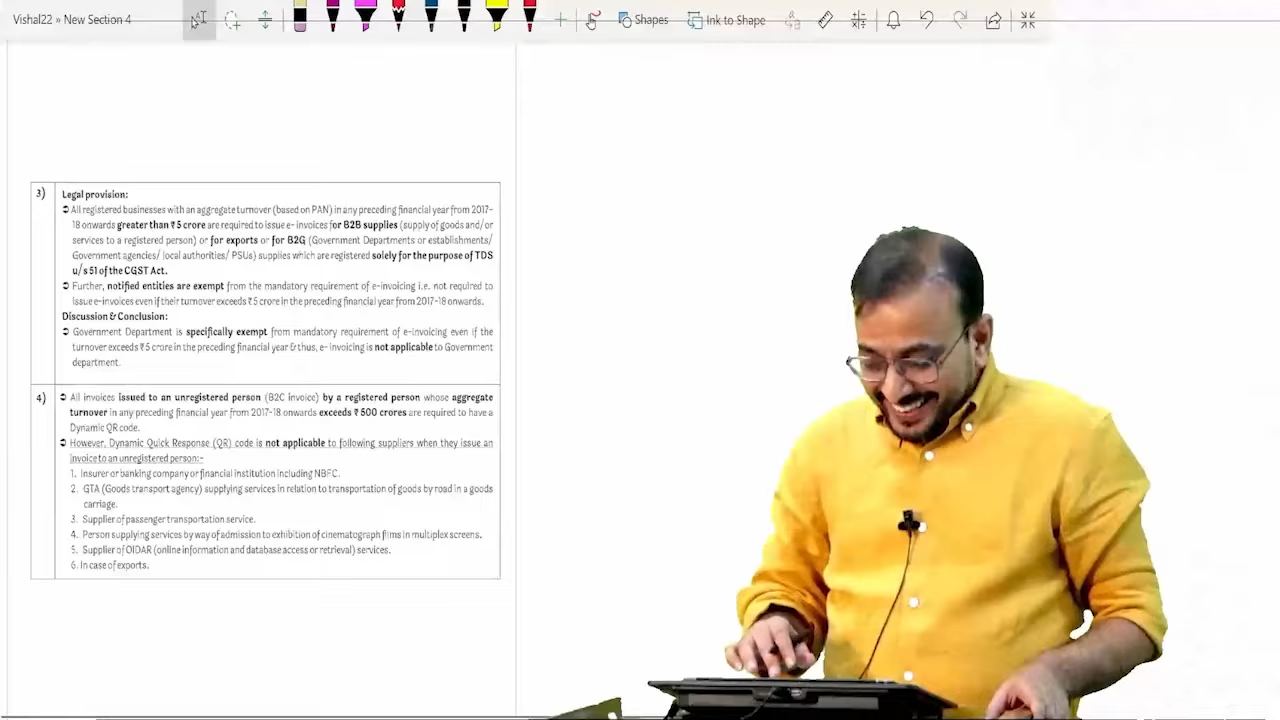 Vishal22 » New Section 4
Shapes
Ink to Shape
3)
Legal provision:
➲ All registered businesses with an aggregate turnover (based on PAN) in any preceding financial year from 2017-
18 onwards greater than ₹ 5 crore are required to issue e- invoices for B2B supplies (supply of goods and/or
services to a registered person) or for exports or for B2G (Government Departments or establishments/
Government agencies/ local authorities/ PSUs) supplies which are registered solely for the purpose of TDS
u/s 51 of the CGST Act.
➲ Further, notified entities are exempt from the mandatory requirement of e-invoicing i.e. not required to
issue e-invoices even if their turnover exceeds ₹ 5 crore in the preceding financial year from 2017-18 onwards.
Discussion & Conclusion:
➲ Government Department is specifically exempt from mandatory requirement of e-invoicing even if the
turnover exceeds ₹ 5 crore in the preceding financial year & thus, e- invoicing is not applicable to Government
department.
4)
➲ All invoices issued to an unregistered person (B2C invoice) by a registered person whose aggregate
turnover in any preceding financial year from 2017-18 onwards exceeds ₹ 500 crores are required to have a
Dynamic QR code.
➲ However, Dynamic Quick Response (QR) code is not applicable to following suppliers when they issue an
invoice to an unregistered person:-
1. Insurer or banking company or financial institution including NBFC.
2. GTA (Goods transport agency) supplying services in relation to transportation of goods by road in a goods
carriage.
3. Supplier of passenger transportation service.
4. Person supplying services by way of admission to exhibition of cinematograph films in multiplex screens.
5. Supplier of OIDAR (online information and database access or retrieval) services.
6. In case of exports.